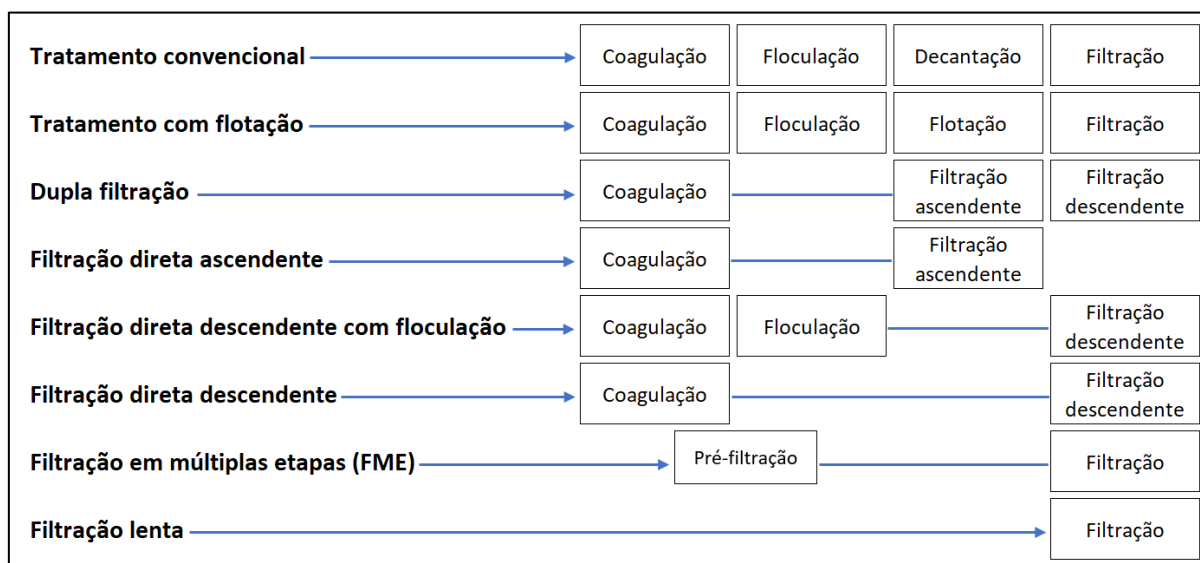 Tratamento convencional
Coagulação
Floculação
Decantação
Filtração
Tratamento com flotação
Coagulação
Floculação
Flotação
Filtração
Dupla filtração
Coagulação
Filtração
ascendente
Filtração
descendente
Filtração direta ascendente
Coagulação
Filtração
ascendente
Filtração direta descendente com floculação
Coagulação
Floculação
Filtração
descendente
Filtração direta descendente
Coagulação
Filtração
descendente
Filtração em múltiplas etapas (FME)
Pré-filtração
Filtração
Filtração lenta
Filtração